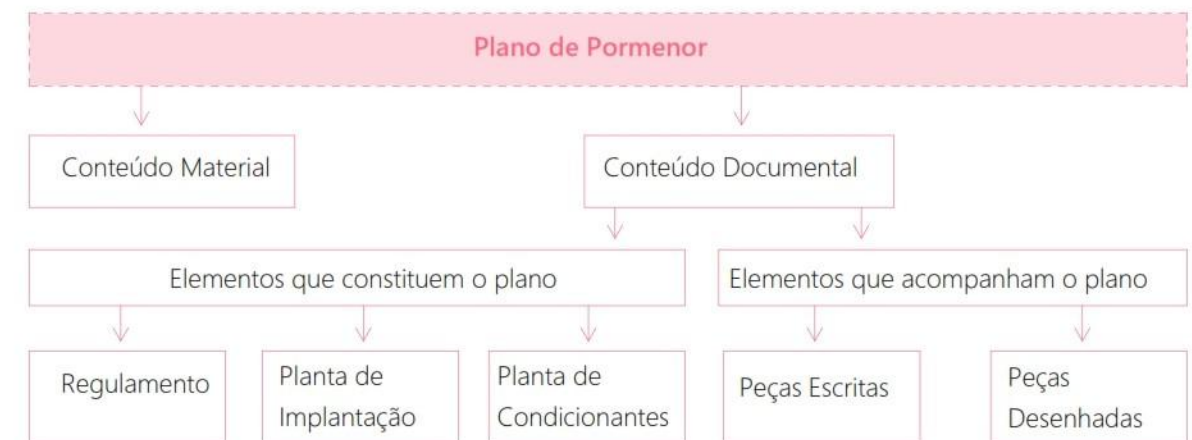 Plano de Pormenor
Conteúdo Material
Conteúdo Documental
Elementos que constituem o plano
Elementos que acompanham o plano
Regulamento
Planta de
Implantação
Planta de
Condicionantes
Peças Escritas
Peças
Desenhadas